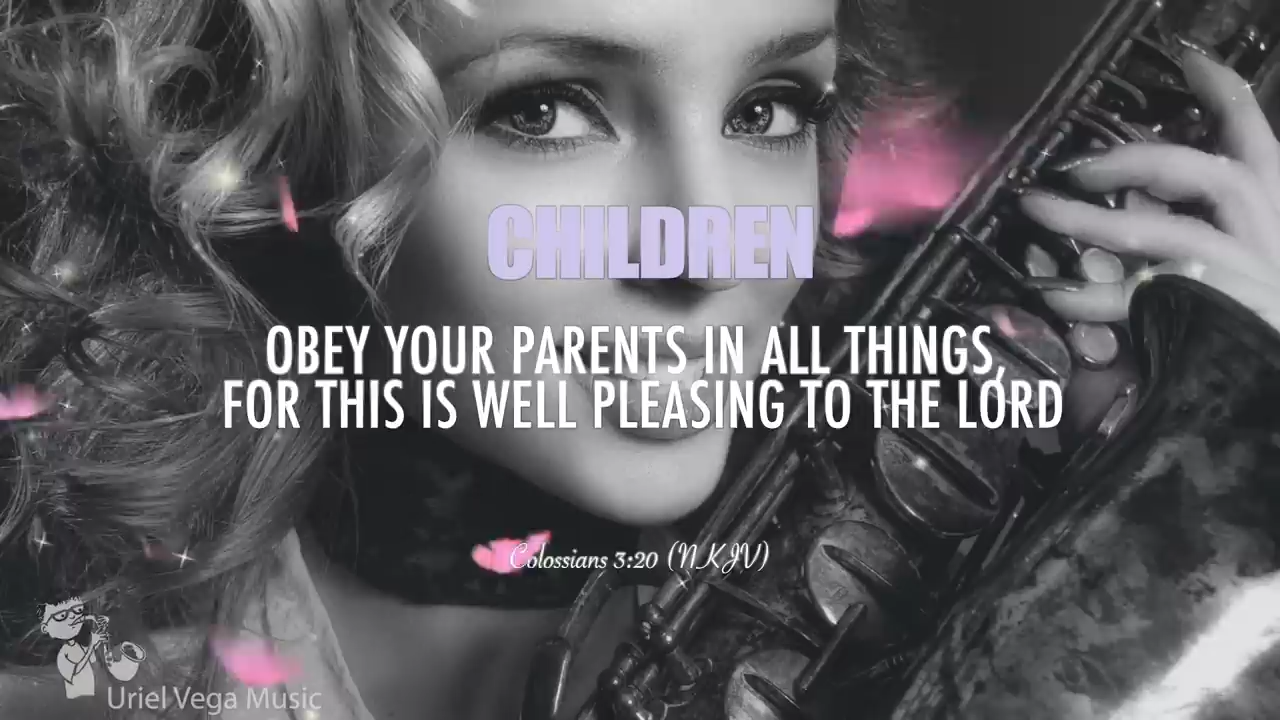 CHILDREN
OBEY YOUR PARENTS IN ALL THINGS,
FOR THIS IS WELL PLEASING TO THE LORD
Colossians 3:20 (NKJV)
Uriel Vega Music